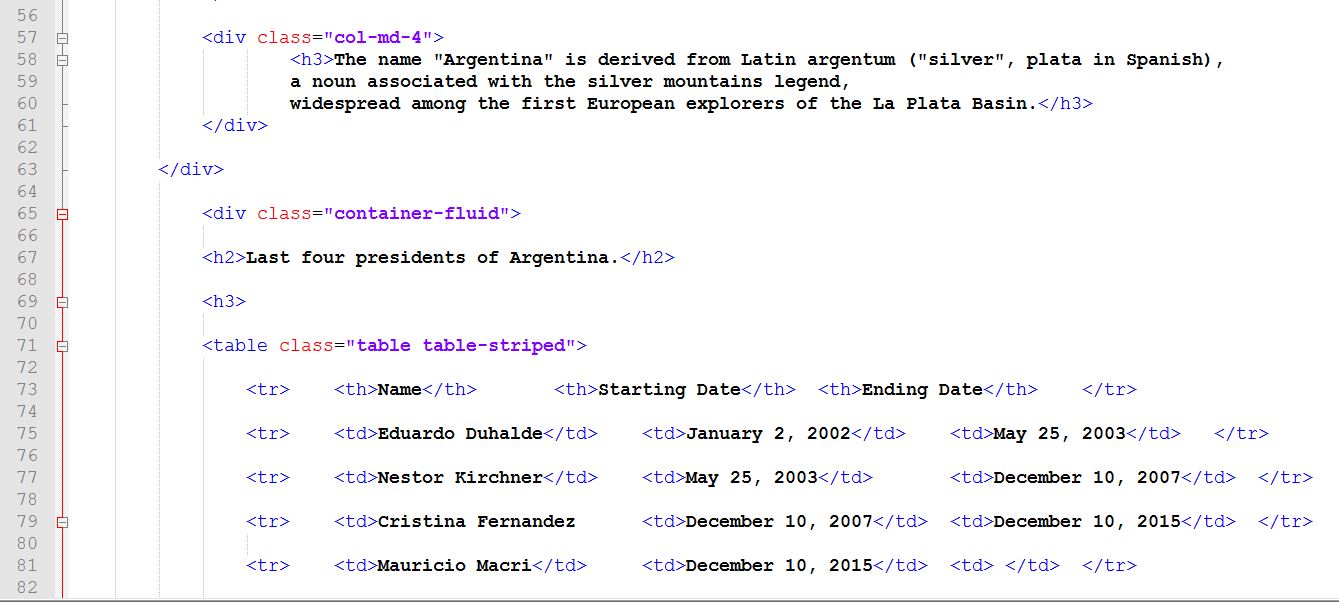 56
57 <div class="col-md-4">
58 <h3>The name "Argentina" is derived from Latin argentum ("silver", plata in Spanish),
59 a noun associated with the silver mountains legend,
60 widespread among the first European explorers of the La Plata Basin.</h3>
61 </div>
62
63 </div>
64
65 <div class="container-fluid">
66
67 <h2>Last four presidents of Argentina.</h2>
68
69 <h3>
70
71 <table class="table table-striped">
72
73 <tr> <th>Name</th> <th>Starting Date</th> <th>Ending Date</th> </tr>
74
75 <tr> <td>Eduardo Duhalde</td> <td>January 2, 2002</td> <td>May 25, 2003</td> </tr>
76
77 <tr> <td>Nestor Kirchner</td> <td>May 25, 2003</td> <td>December 10, 2007</td> </tr>
78
79 <tr> <td>Cristina Fernandez <td>December 10, 2007</td> <td>December 10, 2015</td> </tr>
80
81 <tr> <td>Mauricio Macri</td> <td>December 10, 2015</td> <td> </td> </tr>
82